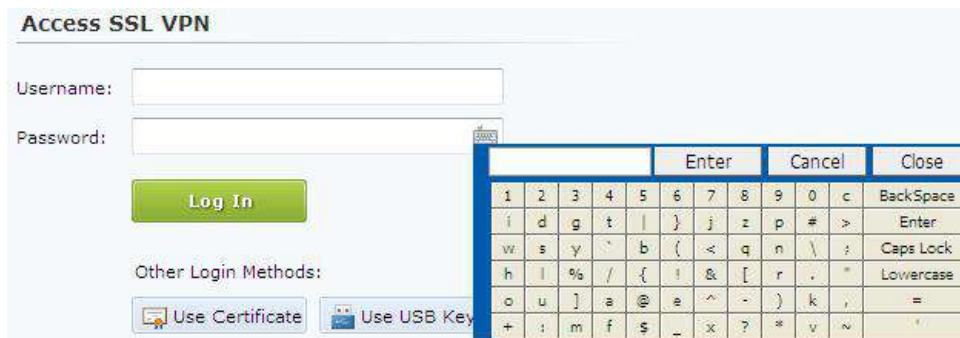 Access SSL VPN
Username:
Password:
Enter Cancel Close
1 2 3 4 5 6 7 8 9 0 c BackSpace
Log In
i d g t | } j z p # > Enter
w s y ` b ( < q n \ ; Caps Lock
h l % / { ! & [ r . " Lowercase
Other Login Methods:
o u ] a @ e ^ - ) k , =
Use Certificate Use USB Key
+ : m f $ _ x ? * v ~ '